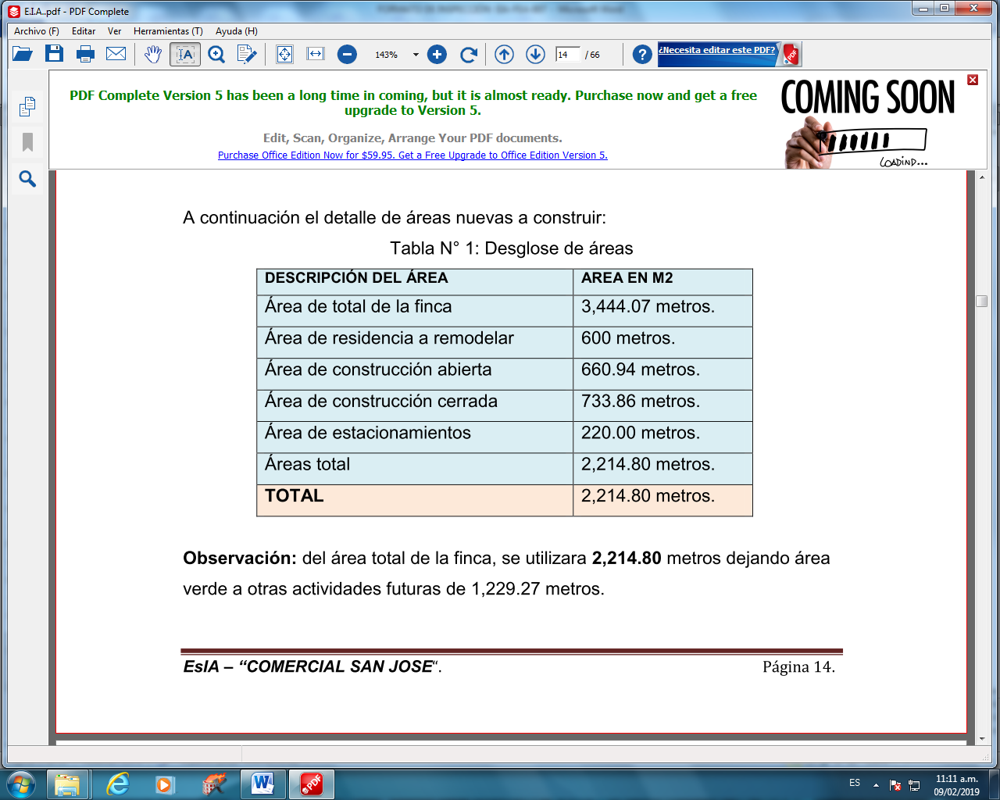 E.I.A..pdf - PDF Complete
Archivo (F) Editar Ver Herramientas (T) Ayuda (H)
143% 14 / 66 ¿Necesita editar este PDF?
PDF Complete Version 5 has been a long time in coming, but it is almost ready. Purchase now and get a free
upgrade to Version 5.
Edit, Scan, Organize, Arrange Your PDF documents.
Purchase Office Edition Now for $59.95. Get a Free Upgrade to Office Edition Version 5.
COMING SOON
LOADIND...
A continuación el detalle de áreas nuevas a construir:
Tabla N° 1: Desglose de áreas
DESCRIPCIÓN DEL ÁREA AREA EN M2
Área de total de la finca 3,444.07 metros.
Área de residencia a remodelar 600 metros.
Área de construcción abierta 660.94 metros.
Área de construcción cerrada 733.86 metros.
Área de estacionamientos 220.00 metros.
Áreas total 2,214.80 metros.
TOTAL 2,214.80 metros.
Observación: del área total de la finca, se utilizara 2,214.80 metros dejando área
verde a otras actividades futuras de 1,229.27 metros.
EsIA – “COMERCIAL SAN JOSE“. Página 14.
ES 11:11 a.m.
09/02/2019